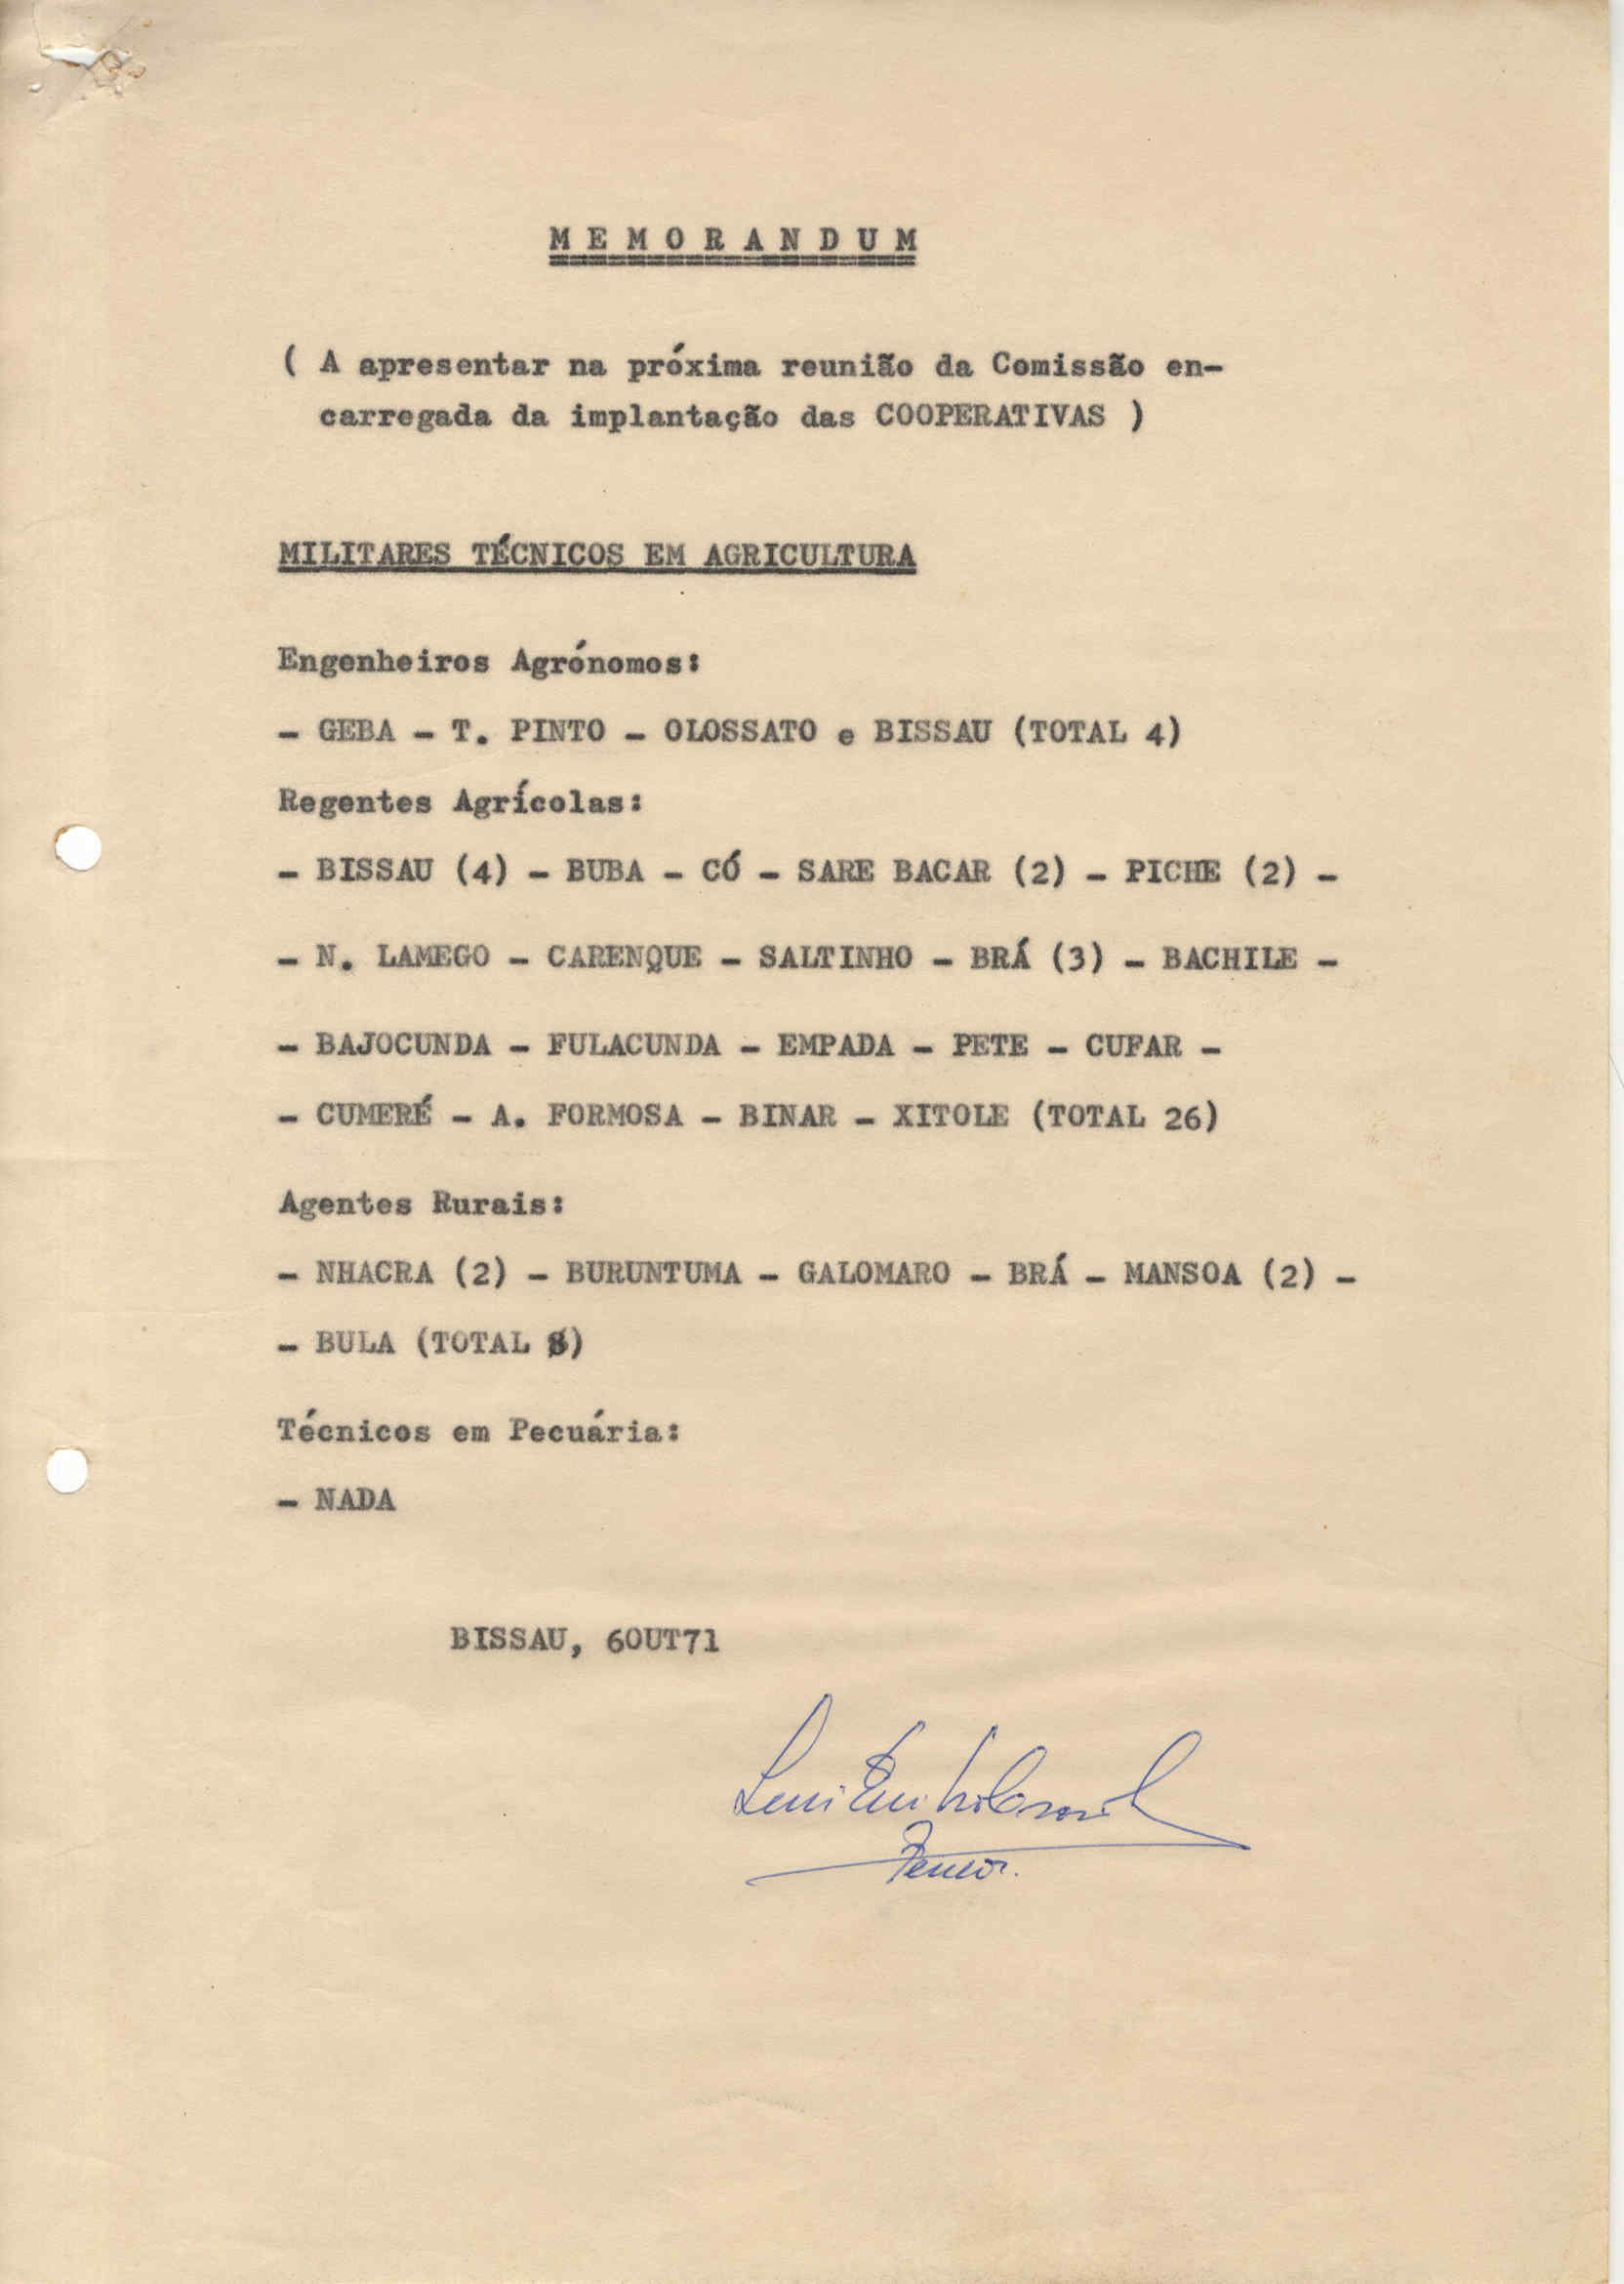 MEMORANDUM
( A apresentar na próxima reunião da Comissão en-
carregada da implantação das COOPERATIVAS )
MILITARES TÉCNICOS EM AGRICULTURA
Engenheiros Agrónomos:
- GEBA - T. PINTO - OLOSSATO e BISSAU (TOTAL 4)
Regentes Agrícolas:
- BISSAU (4) - BUBA - CÓ - SARE BACAR (2) - PICHE (2) -
- N. LAMEGO - CARENQUE - SALTINHO - BRÁ (3) - BACHILE -
- BAJOCUNDA - FULACUNDA - EMPADA - PETE - CUFAR -
- CUMERÉ - A. FORMOSA - BINAR - XITOLE (TOTAL 26)
Agentes Rurais:
- NHACRA (2) - BURUNTUMA - GALOMARO - BRÁ - MANSOA (2) -
- BULA (TOTAL 8)
Técnicos em Pecuária:
- NADA
BISSAU, 6OUT71